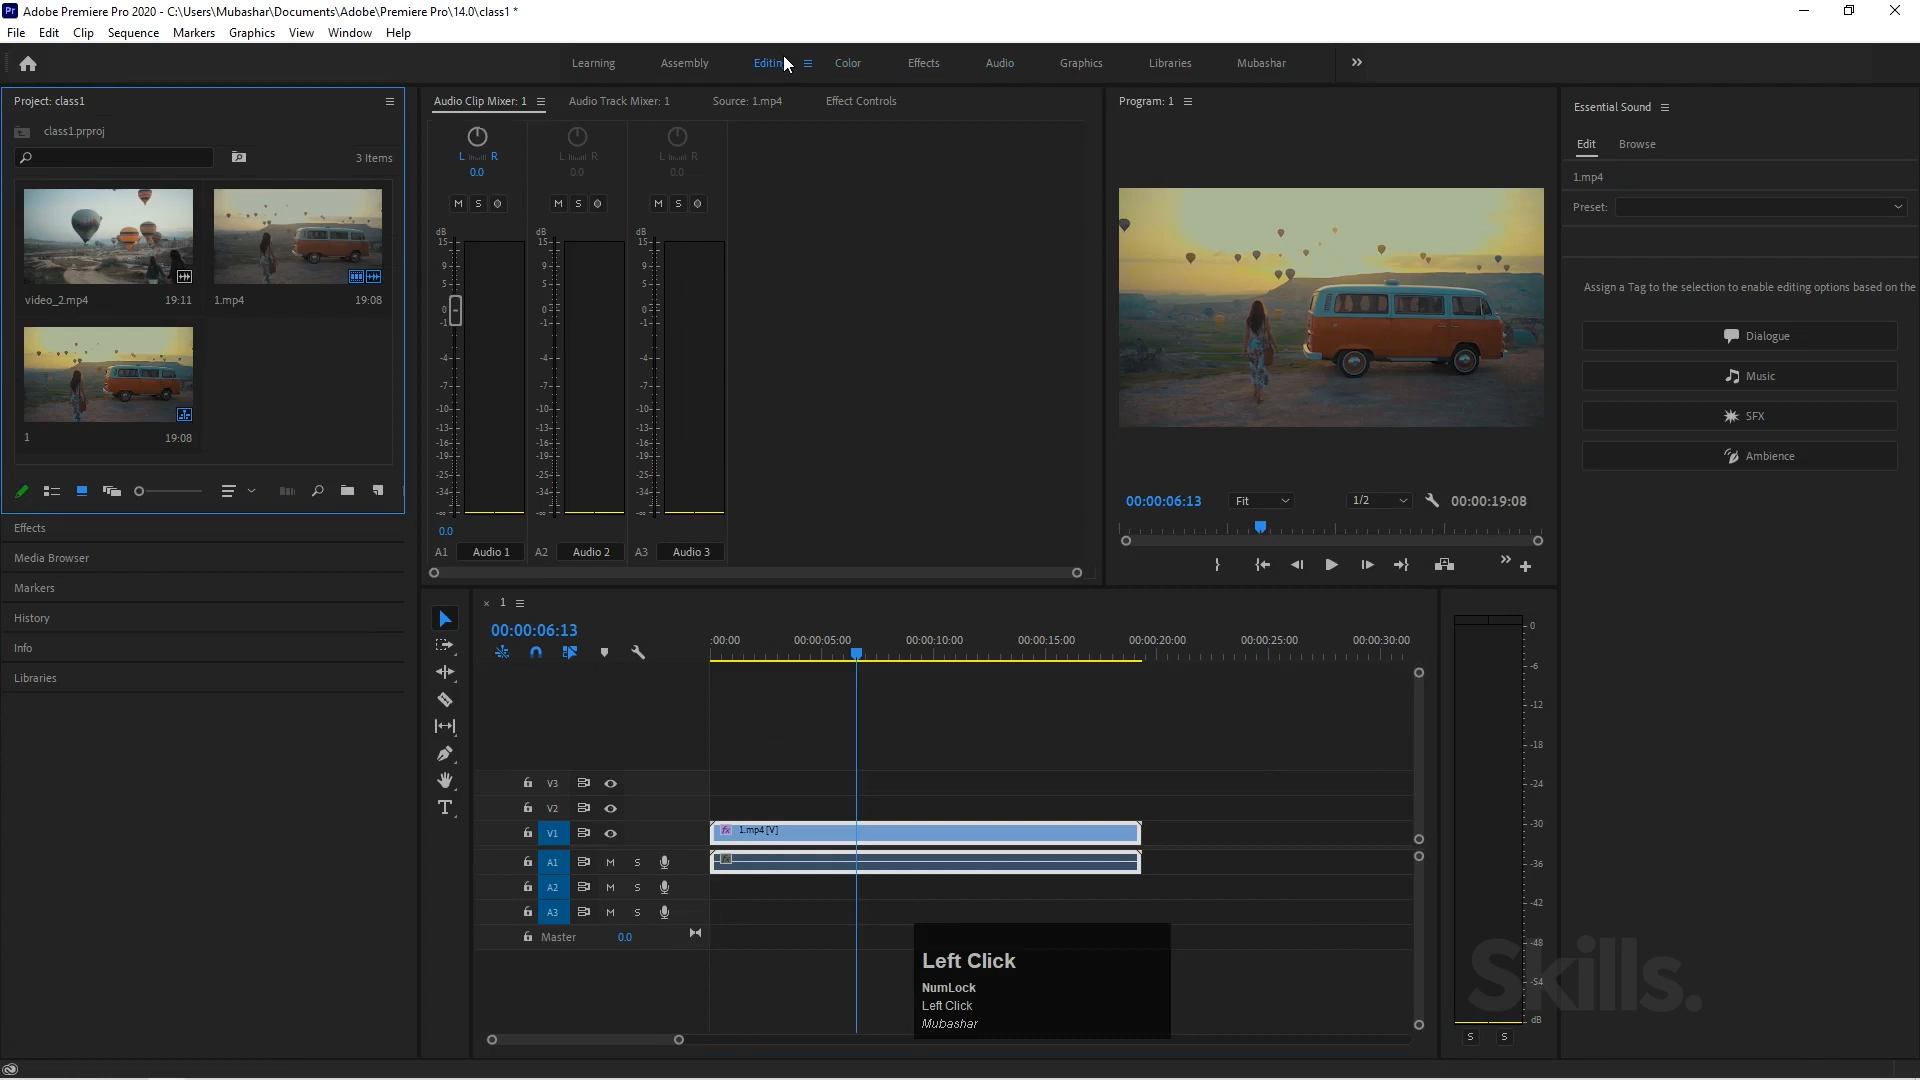 Adobe Premiere Pro 2020 - C:\Users\Mubashar\Documents\Adobe\Premiere Pro\14.0\class1 *
File Edit Clip Sequence Markers Graphics View Window Help
Learning Assembly Editing Color Effects Audio Graphics Libraries Mubashar
Project: class1
class1.prproj
3 Items
video_2.mp4 19:11
1.mp4 19:08
1 19:08
Effects
Media Browser
Markers
History
Info
Libraries
Audio Clip Mixer: 1 Audio Track Mixer: 1 Source: 1.mp4 Effect Controls
L R L R L R
0.0 0.0 0.0
M S M S M S
dB dB dB
15 15 15
9 9 9
5 5 5
0 0 0
-1 -1 -1
-4 -4 -4
-7 -7 -7
-10 -10 -10
-13 -13 -13
-16 -16 -16
-19 -19 -19
-25 -25 -25
-34 -34 -34
-∞ -∞ -∞
0.0
A1 Audio 1 A2 Audio 2 A3 Audio 3
Program: 1
00:00:06:13 Fit 1/2 00:00:19:08
Essential Sound
Edit Browse
1.mp4
Preset:
Assign a Tag to the selection to enable editing options based on the
Dialogue
Music
SFX
Ambience
1
00:00:06:13
:00:00 00:00:05:00 00:00:10:00 00:00:15:00 00:00:20:00 00:00:25:00 00:00:30:00
V3
V2
V1 fx 1.mp4 [V]
A1 M S fx
A2 M S
A3 M S
Master 0.0
0
-6
-12
-18
-24
-30
-36
-42
-48
-54
dB
S S
Left Click
NumLock
Left Click
Mubashar
Skills.